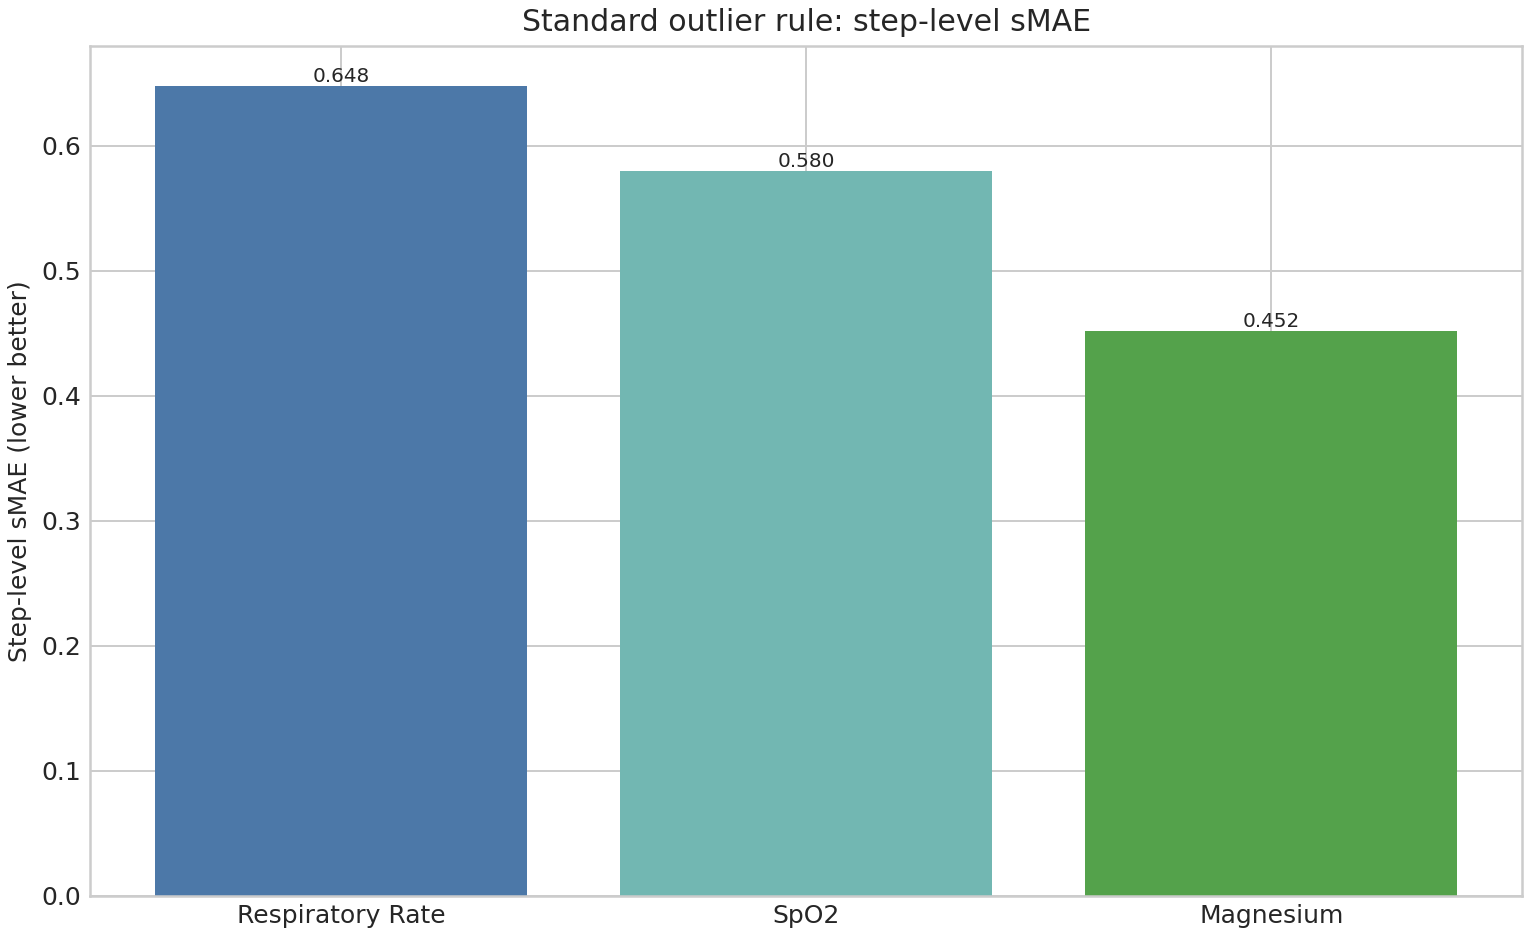 Standard outlier rule: step-level sMAE
Step-level sMAE (lower better)
0.6
0.5
0.4
0.3
0.2
0.1
0.0
0.648
0.580
0.452
Respiratory Rate
SpO2
Magnesium